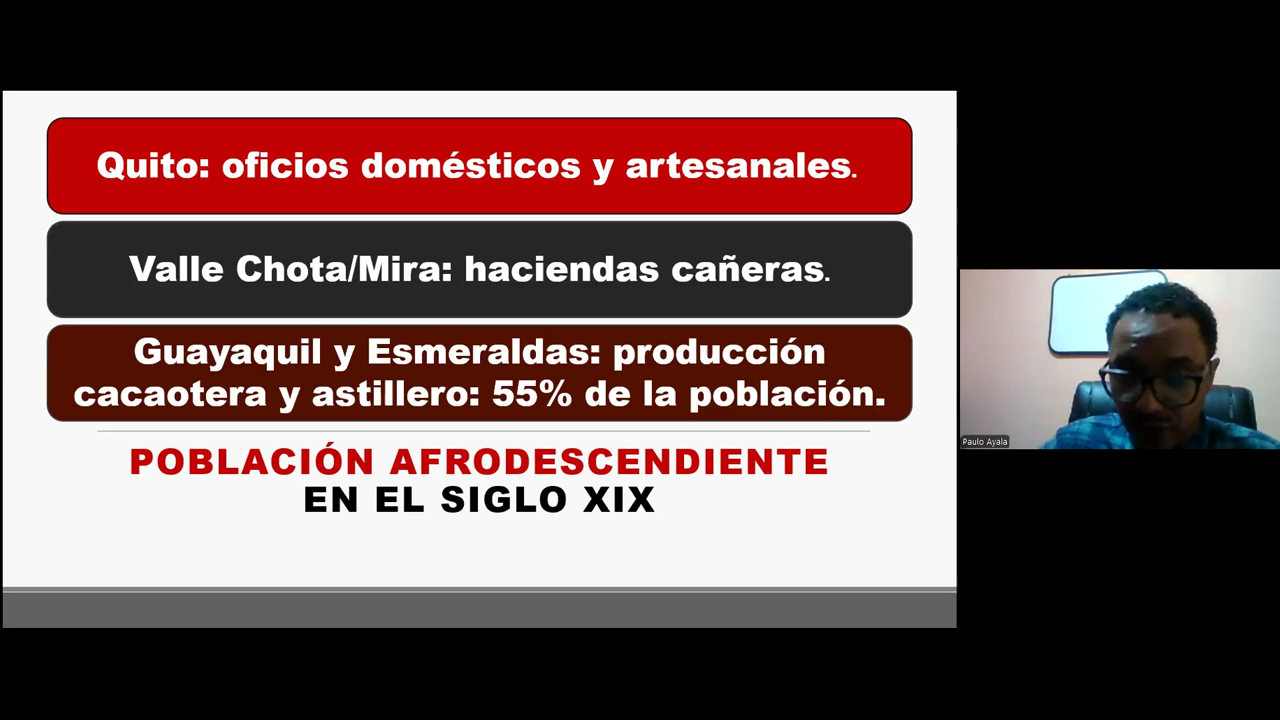 Quito: oficios domésticos y artesanales.
Valle Chota/Mira: haciendas cañeras.
Guayaquil y Esmeraldas: producción
cacaotera y astillero: 55% de la población.
POBLACIÓN AFRODESCENDIENTE
EN EL SIGLO XIX
Paulo Ayala